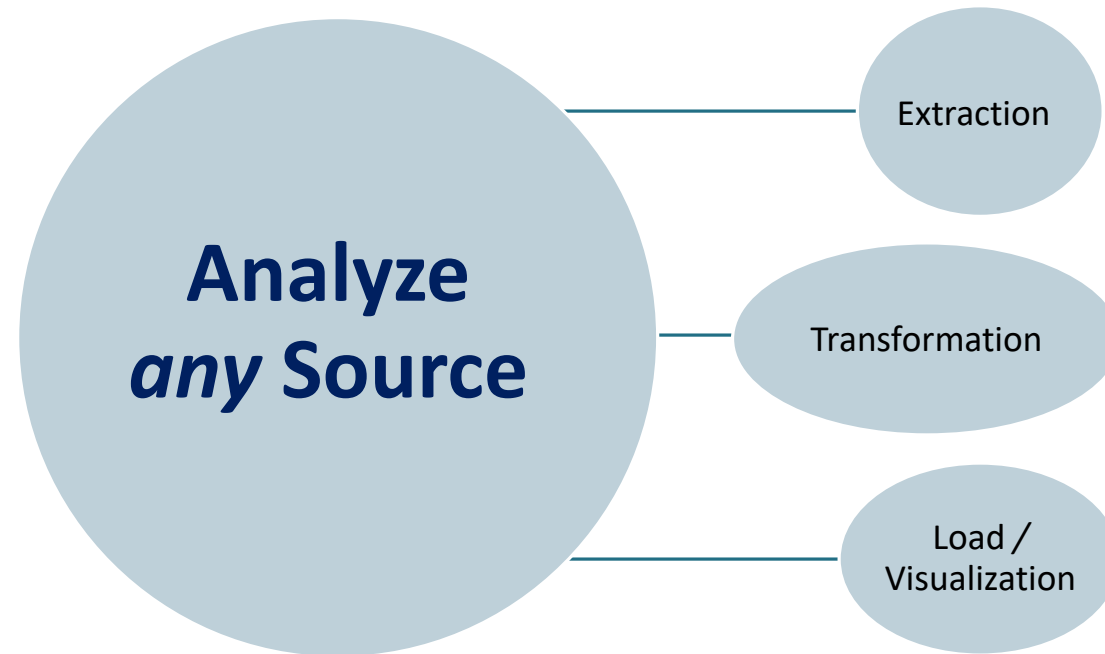 Analyze
any Source
Extraction
Transformation
Load /
Visualization